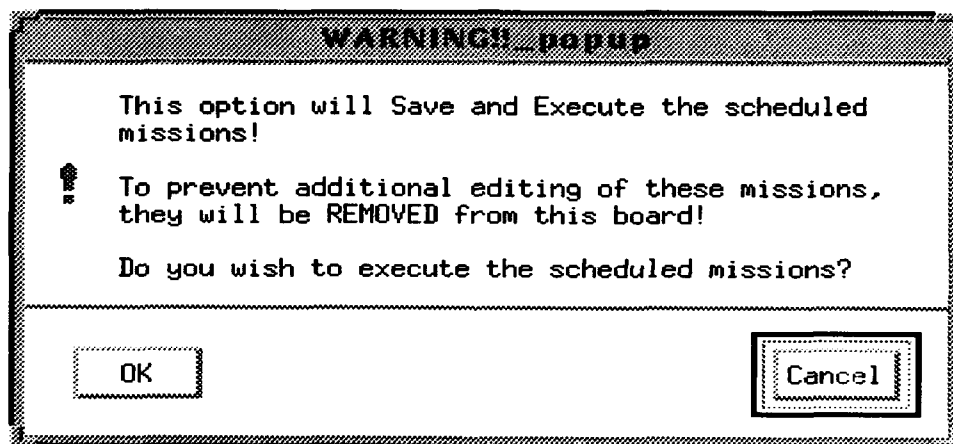 WARNING!!_popup
This option will Save and Execute the scheduled
missions!
To prevent additional editing of these missions,
they will be REMOVED from this board!
Do you wish to execute the scheduled missions?
OK
Cancel